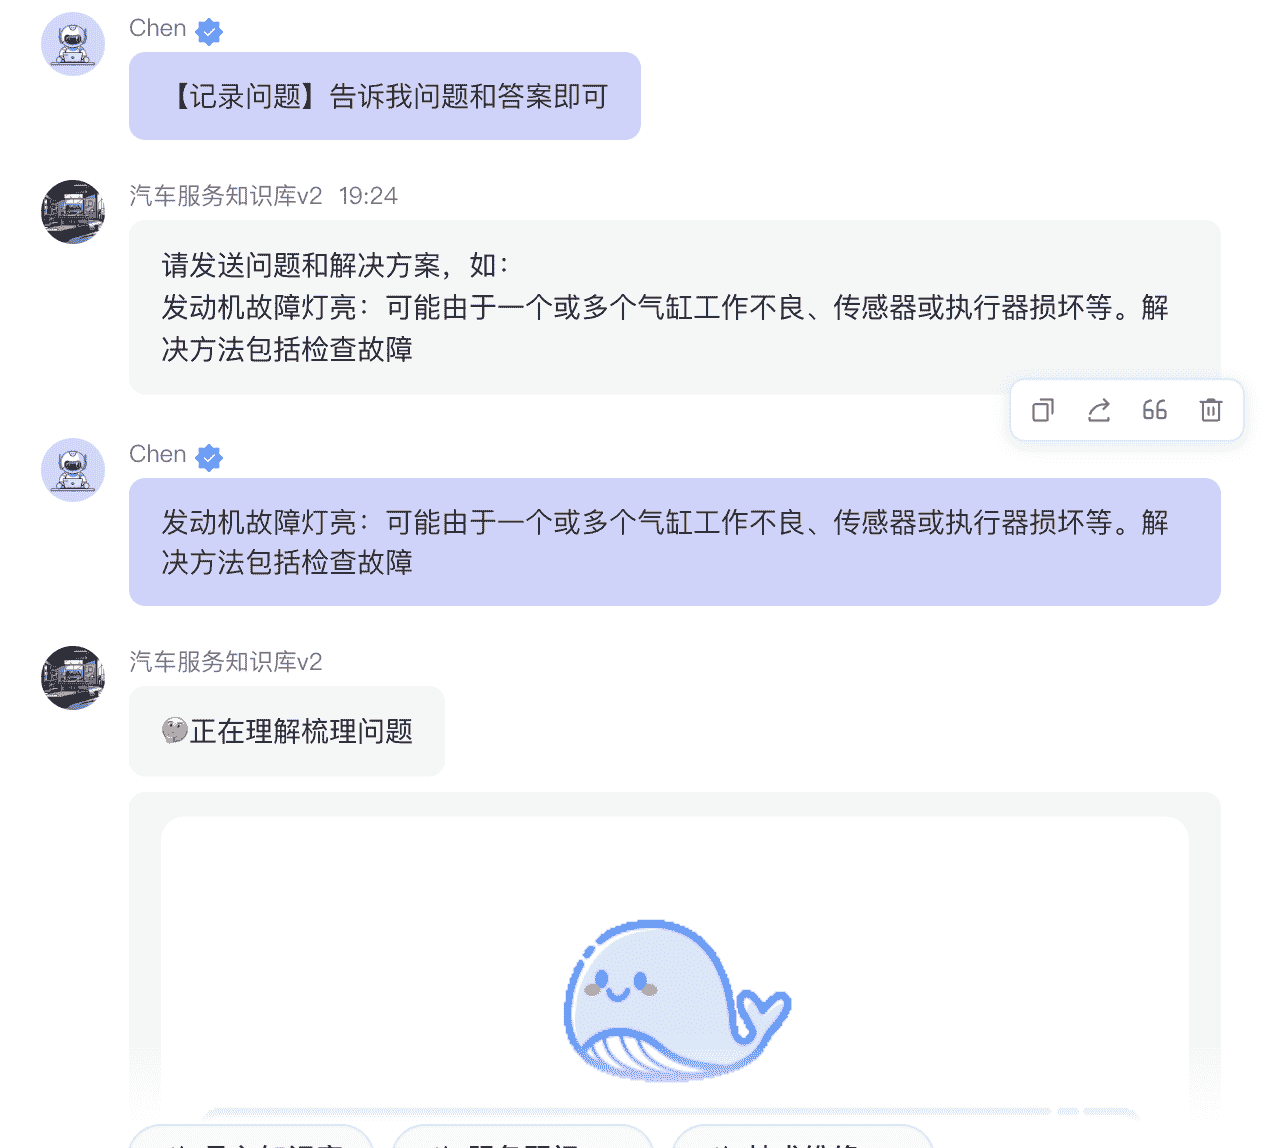 Chen
【记录问题】告诉我问题和答案即可
汽车服务知识库v2 19:24
请发送问题和解决方案，如：
发动机故障灯亮：可能由于一个或多个气缸工作不良、传感器或执行器损坏等。解
决方法包括检查故障
Chen
发动机故障灯亮：可能由于一个或多个气缸工作不良、传感器或执行器损坏等。解
决方法包括检查故障
汽车服务知识库v2
正在理解梳理问题